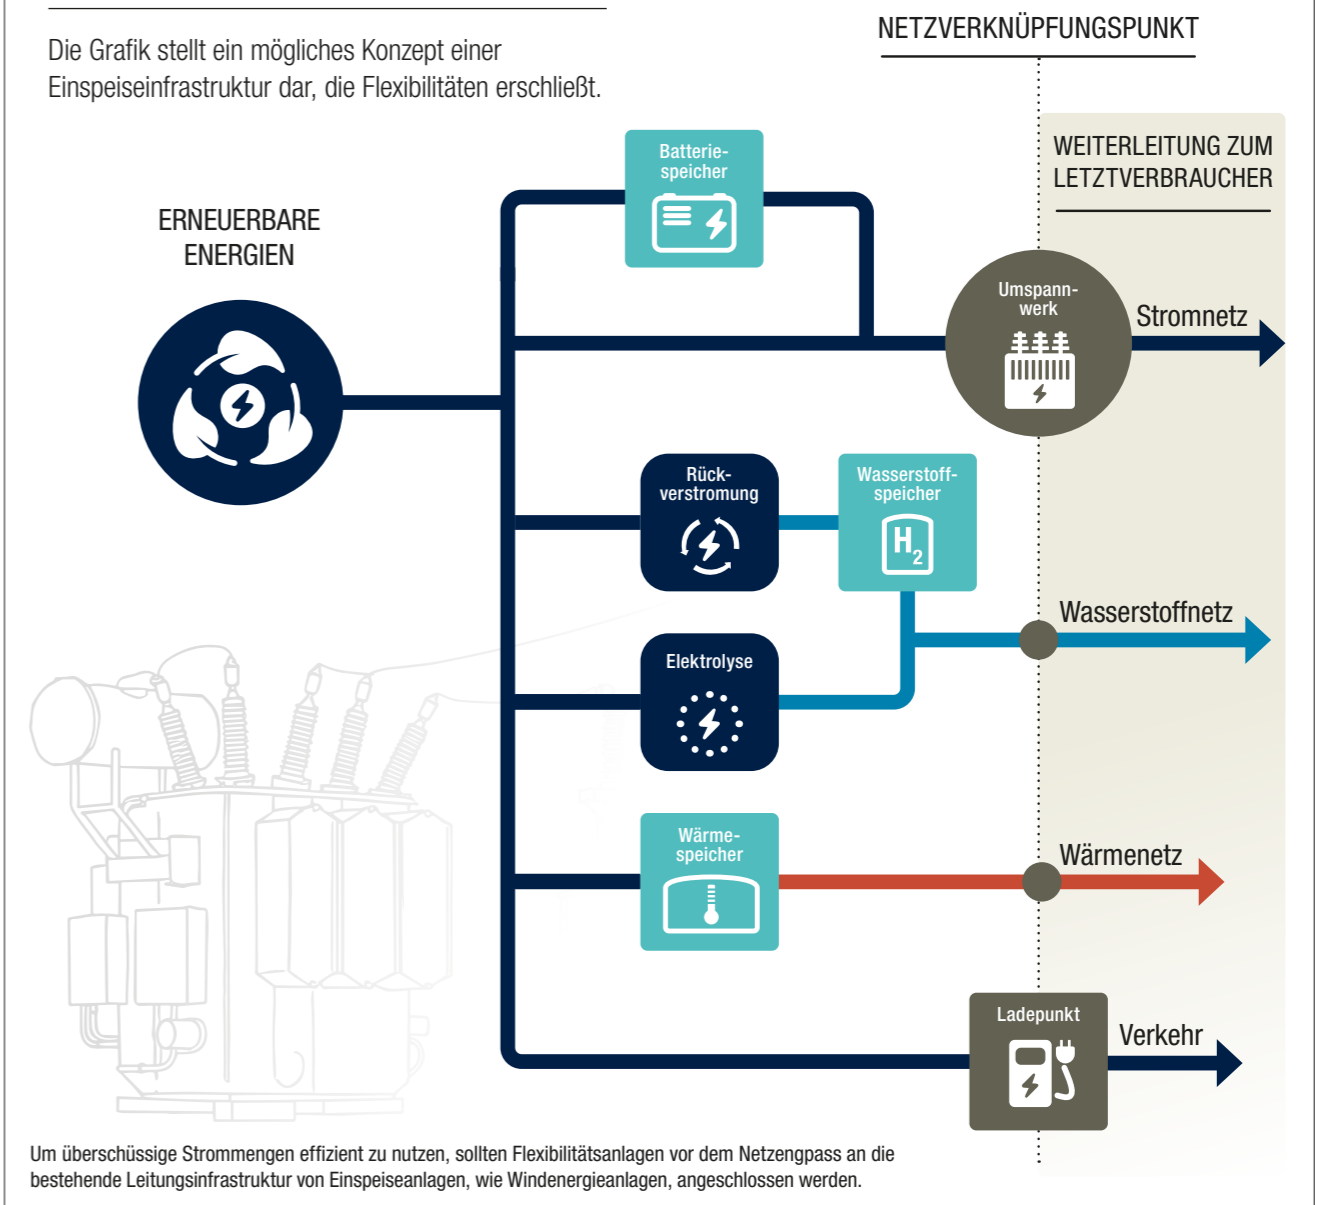 Die Grafik stellt ein mögliches Konzept einer
Einspeiseinfrastruktur dar, die Flexibilitäten erschließt.
NETZVERKNÜPFUNGSPUNKT
WEITERLEITUNG ZUM
LETZTVERBRAUCHER
ERNEUERBARE
ENERGIEN
Batterie-
speicher
Umspann-
werk
Stromnetz
Rück-
verstromung
Wasserstoff-
speicher
H2
Wasserstoffnetz
Elektrolyse
Wärme-
speicher
Wärmenetz
Ladepunkt
Verkehr
Um überschüssige Strommengen effizient zu nutzen, sollten Flexibilitätsanlagen vor dem Netzengpass an die
bestehende Leitungsinfrastruktur von Einspeiseanlagen, wie Windenergieanlagen, angeschlossen werden.